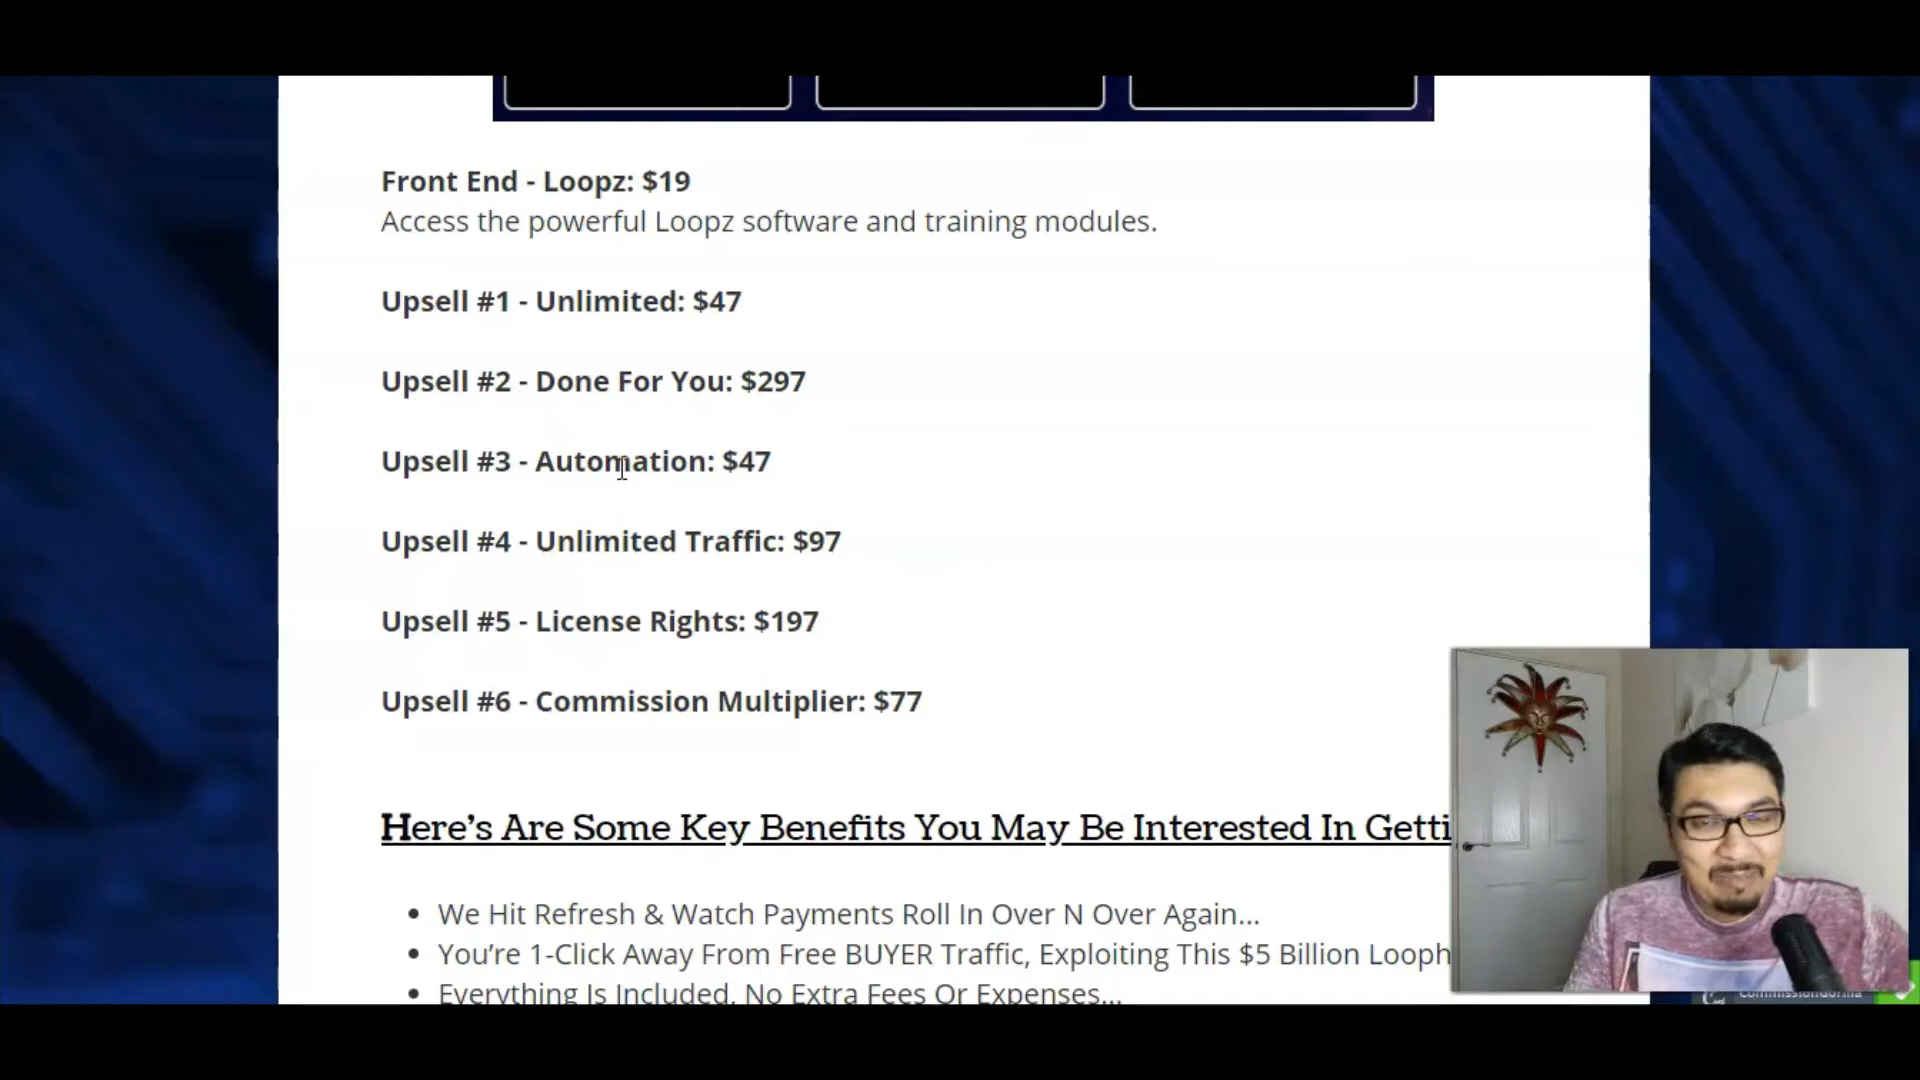 Front End - Loopz: $19
Access the powerful Loopz software and training modules.
Upsell #1 - Unlimited: $47
Upsell #2 - Done For You: $297
Upsell #3 - Automation: $47
Upsell #4 - Unlimited Traffic: $97
Upsell #5 - License Rights: $197
Upsell #6 - Commission Multiplier: $77
Here’s Are Some Key Benefits You May Be Interested In Getti
We Hit Refresh & Watch Payments Roll In Over N Over Again...
You’re 1-Click Away From Free BUYER Traffic, Exploiting This $5 Billion Looph
Everything Is Included, No Extra Fees Or Expenses...
CommissionGorilla